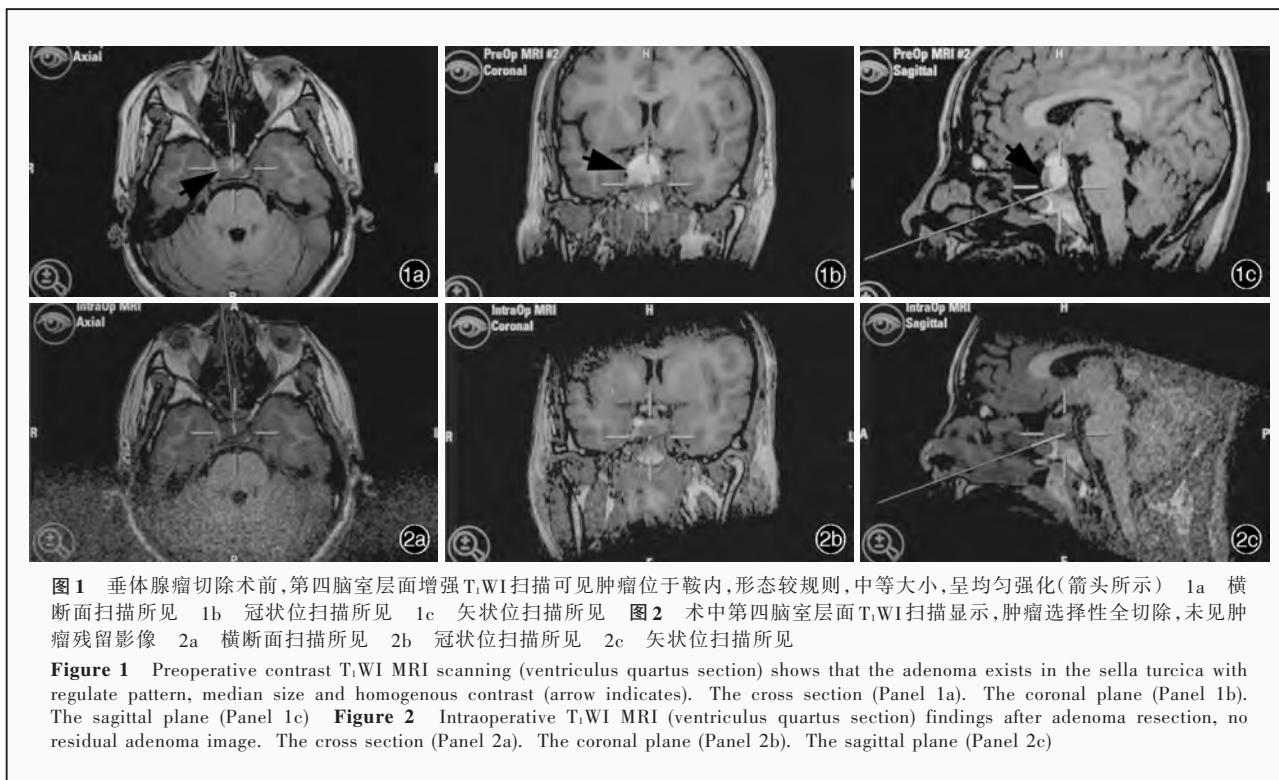 Axial
R
1a
PreOp MRI #2
Coronal
H
1b
PreOp MRI #2
Sagittal
H
1c
IntraOp MRI
Axial
A
R
2a
IntraOp MRI
Coronal
H
R
L
2b
IntraOp MRI
Sagittal
H
A
P
2c
图1 垂体腺瘤切除术前,第四脑室层面增强T₁WI扫描可见肿瘤位于鞍内,形态较规则,中等大小,呈均匀强化(箭头所示) 1a 横
断面扫描所见 1b 冠状位扫描所见 1c 矢状位扫描所见 图2 术中第四脑室层面T₁WI扫描显示,肿瘤选择性全切除,未见肿
瘤残留影像 2a 横断面扫描所见 2b 冠状位扫描所见 2c 矢状位扫描所见
Figure 1 Preoperative contrast T₁WI MRI scanning (ventriculus quartus section) shows that the adenoma exists in the sella turcica with
regulate pattern, median size and homogenous contrast (arrow indicates). The cross section (Panel 1a). The coronal plane (Panel 1b).
The sagittal plane (Panel 1c) Figure 2 Intraoperative T₁WI MRI (ventriculus quartus section) findings after adenoma resection, no
residual adenoma image. The cross section (Panel 2a). The coronal plane (Panel 2b). The sagittal plane (Panel 2c)